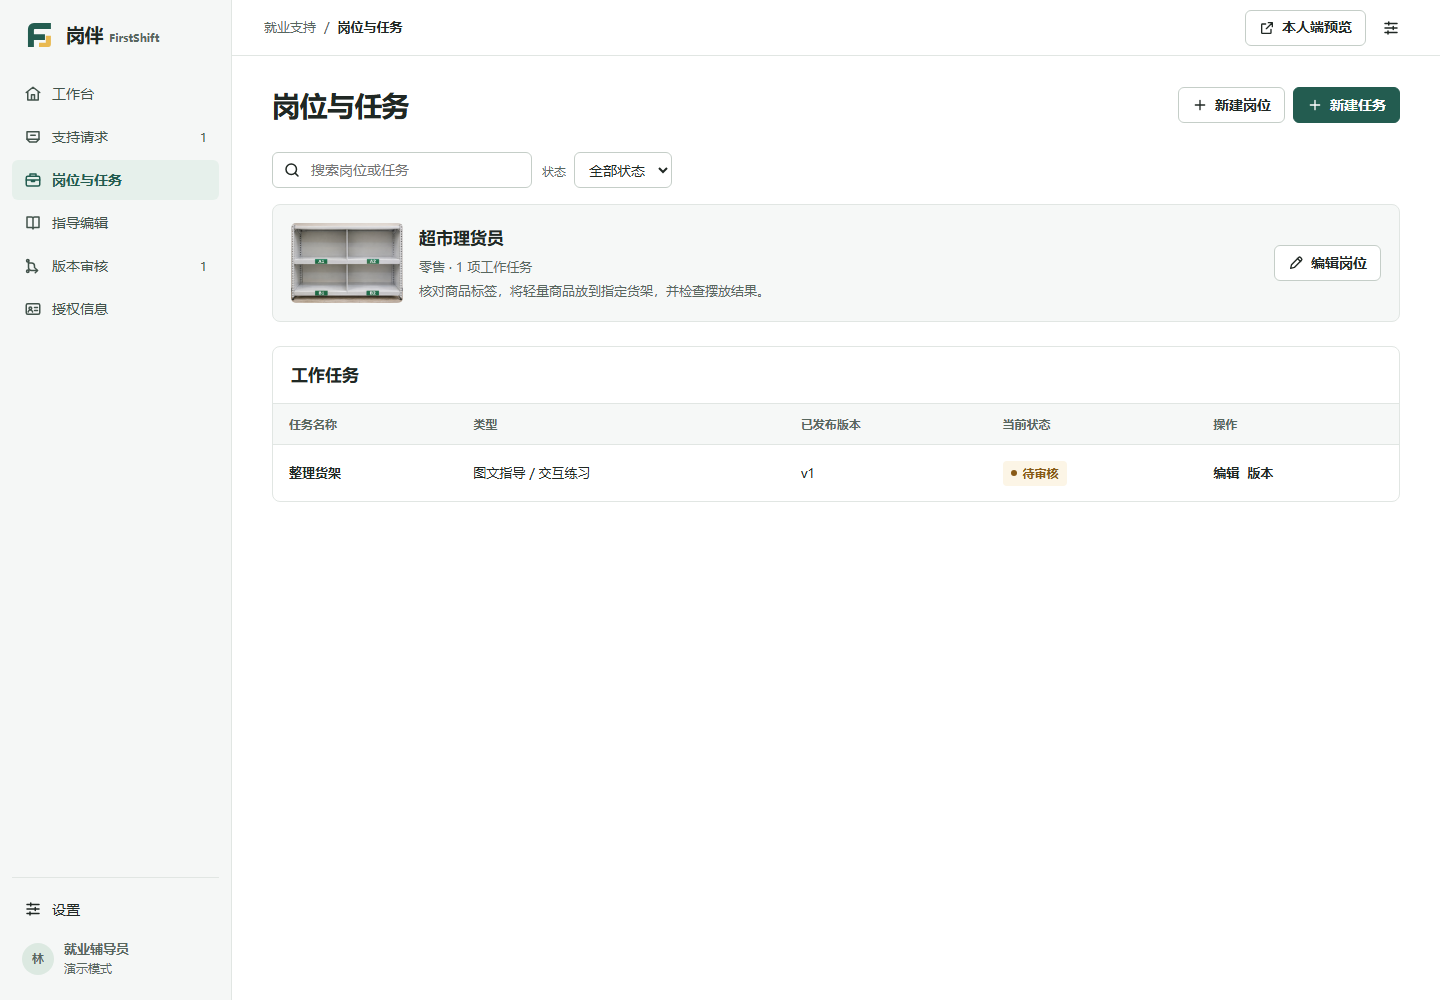 岗伴 FirstShift
工作台
支持请求 1
岗位与任务
指导编辑
版本审核 1
授权信息
设置
林
就业辅导员
演示模式
就业支持 / 岗位与任务
本人端预览
岗位与任务
新建岗位
新建任务
搜索岗位或任务
状态
全部状态
A1 A2
B1 B2
超市理货员
零售 · 1 项工作任务
核对商品标签，将轻量商品放到指定货架，并检查摆放结果。
编辑岗位
工作任务
任务名称 类型 已发布版本 当前状态 操作
整理货架 图文指导 / 交互练习 v1 待审核 编辑 版本